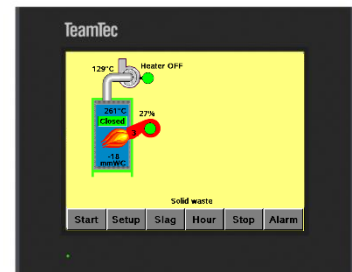 TeamTec
129°C Heater OFF
261°C
Closed
27%
3
-18
mmWC
Solid waste
Start Setup Slag Hour Stop Alarm